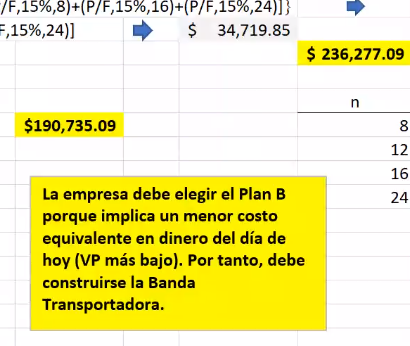 /F,15%,8)+(P/F,15%,16)+(P/F,15%,24)]}
F,15%,24)]
$ 34,719.85
$ 236,277.09
n
$190,735.09
8
12
16
24
La empresa debe elegir el Plan B
porque implica un menor costo
equivalente en dinero del día de
hoy (VP más bajo). Por tanto, debe
construirse la Banda
Transportadora.